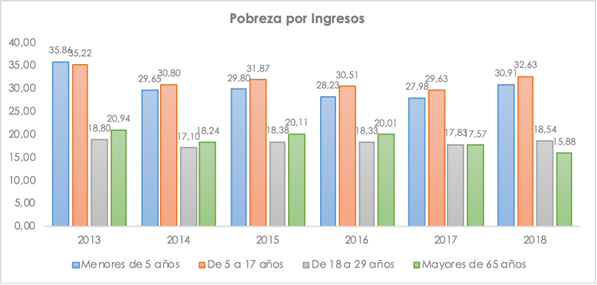 Pobreza por Ingresos
40,00
35,00
30,00
25,00
20,00
15,00
10,00
5,00
0,00
35,86 35,22 18,80 20,94
29,65 30,80 17,10 18,24
29,80 31,87 18,38 20,11
28,23 30,51 18,33 20,01
27,98 29,63 17,83 17,57
30,91 32,63 18,54 15,88
2013 2014 2015 2016 2017 2018
Menores de 5 años De 5 a 17 años De 18 a 29 años Mayores de 65 años